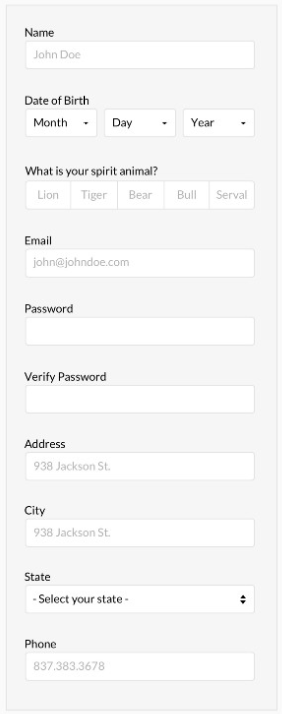 Name
John Doe
Date of Birth
Month Day Year
What is your spirit animal?
Lion Tiger Bear Bull Serval
Email
john@johndoe.com
Password
Verify Password
Address
938 Jackson St.
City
938 Jackson St.
State
- Select your state -
Phone
837.383.3678